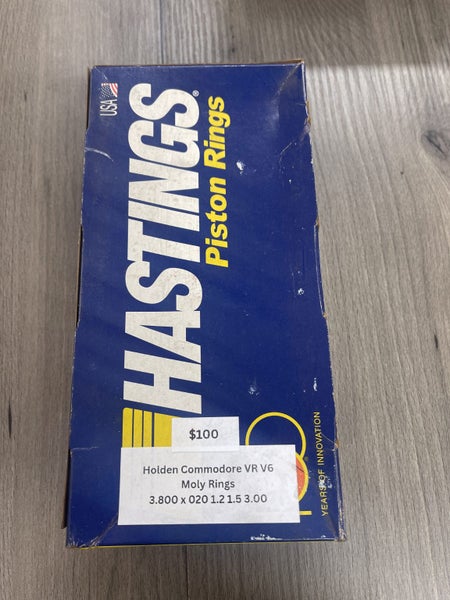 USA
HASTINGS®
Piston Rings
$100
Holden Commodore VR V6
Moly Rings
3.800 x 020 1.2 1.5 3.00
YEARS OF INNOVATION